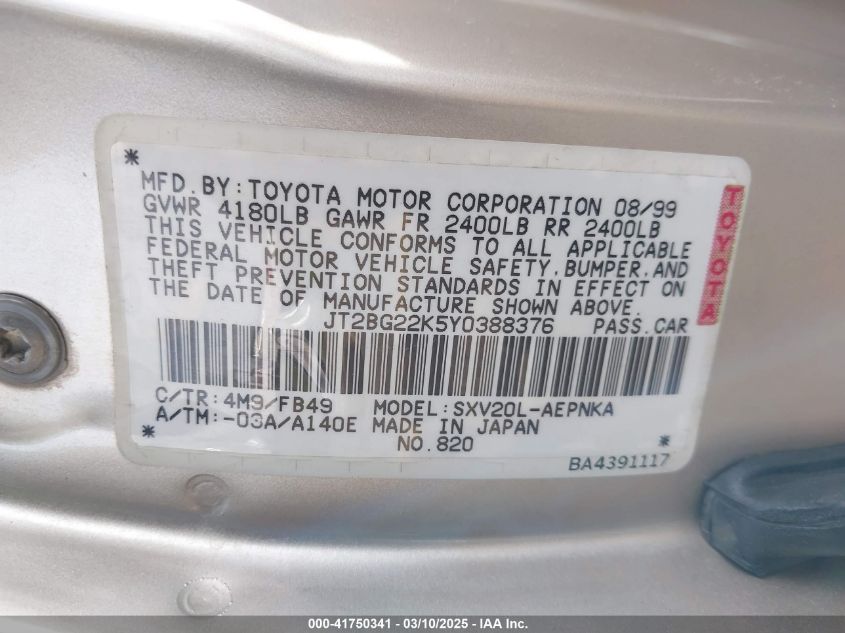 *
MFD.BY:TOYOTA MOTOR CORPORATION 08/99
GVWR 4180LB GAWR FR 2400LB RR 2400LB
THIS VEHICLE CONFORMS TO ALL APPLICABLE
FEDERAL MOTOR VEHICLE SAFETY,BUMPER,AND
THEFT PREVENTION STANDARDS IN EFFECT ON
THE DATE OF MANUFACTURE SHOWN ABOVE.
JT2BG22K5Y0388376 PASS.CAR
TOYOTA
C/TR:4M9/FB49 MODEL:SXV20L-AEPNKA
A/TM:-03A/A140E MADE IN JAPAN
* NO.820 *
BA4391117
000-41750341 — 03/10/2025 — IAA Inc.